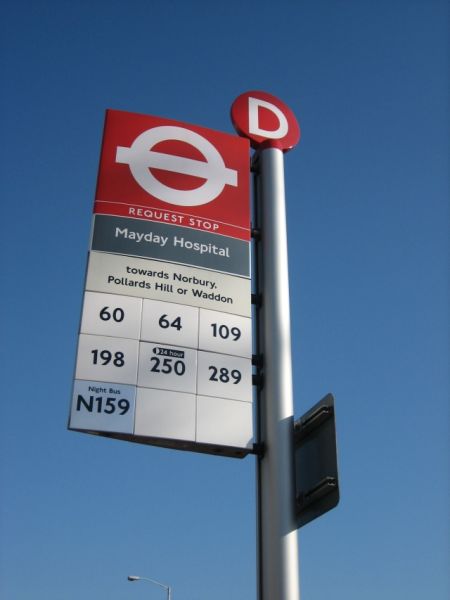 D
REQUEST STOP
Mayday Hospital
towards Norbury,
Pollards Hill or Waddon
60 64 109
24 hour
198 250 289
Night Bus
N159